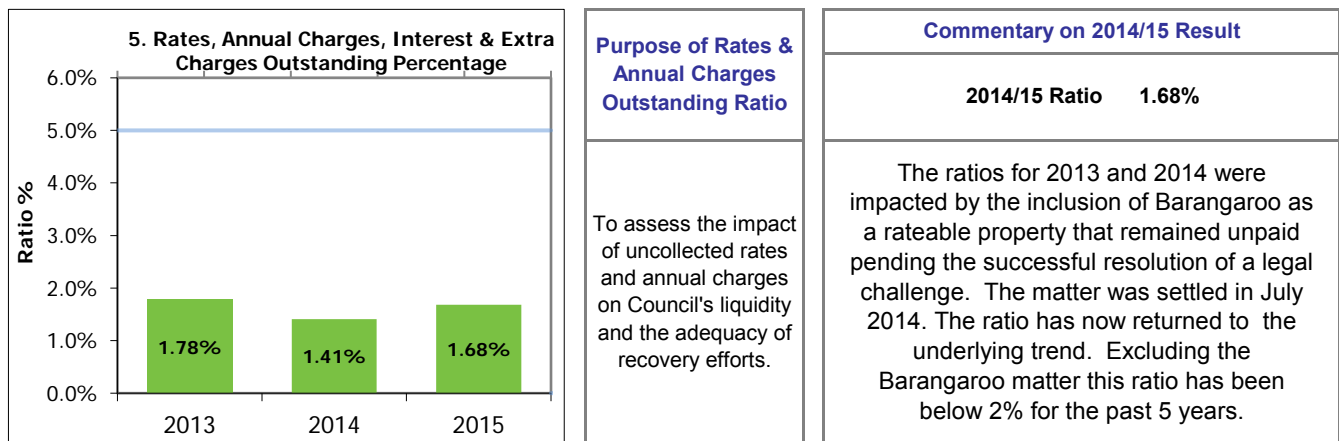 5. Rates, Annual Charges, Interest & Extra
Charges Outstanding Percentage
6.0%
5.0%
4.0%
3.0%
2.0%
1.0%
0.0%
Ratio %
1.78%
1.41%
1.68%
2013
2014
2015
Purpose of Rates &
Annual Charges
Outstanding Ratio
To assess the impact
of uncollected rates
and annual charges
on Council's liquidity
and the adequacy of
recovery efforts.
Commentary on 2014/15 Result
2014/15 Ratio 1.68%
The ratios for 2013 and 2014 were
impacted by the inclusion of Barangaroo as
a rateable property that remained unpaid
pending the successful resolution of a legal
challenge. The matter was settled in July
2014. The ratio has now returned to the
underlying trend. Excluding the
Barangaroo matter this ratio has been
below 2% for the past 5 years.